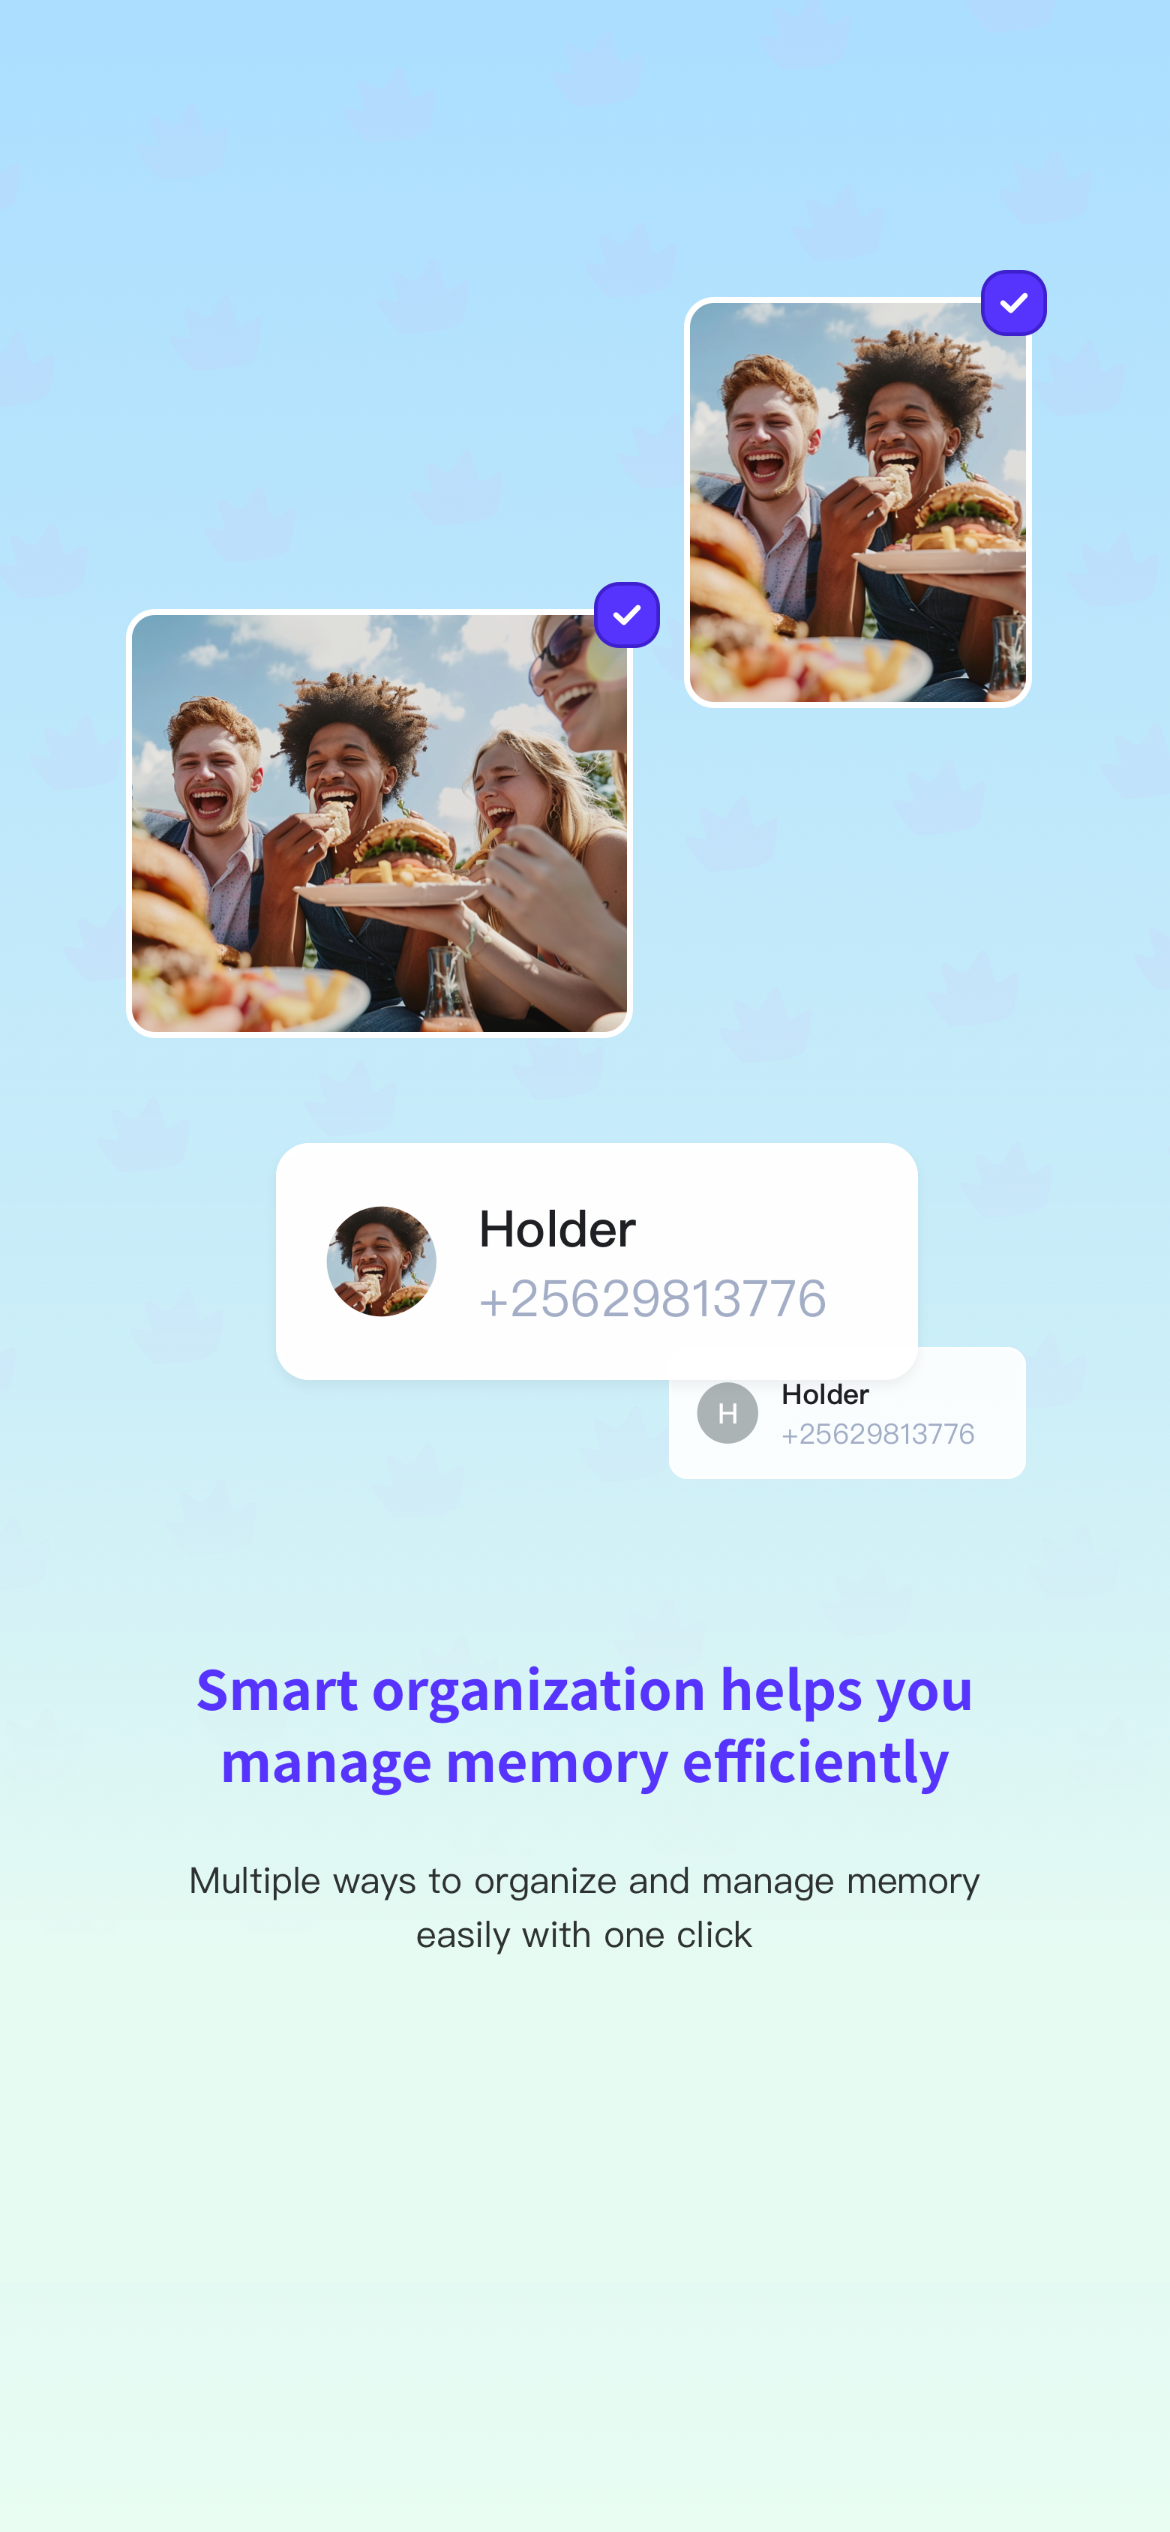 Holder
+25629813776
H
Holder
+25629813776
Smart organization helps you
manage memory efficiently
Multiple ways to organize and manage memory
easily with one click